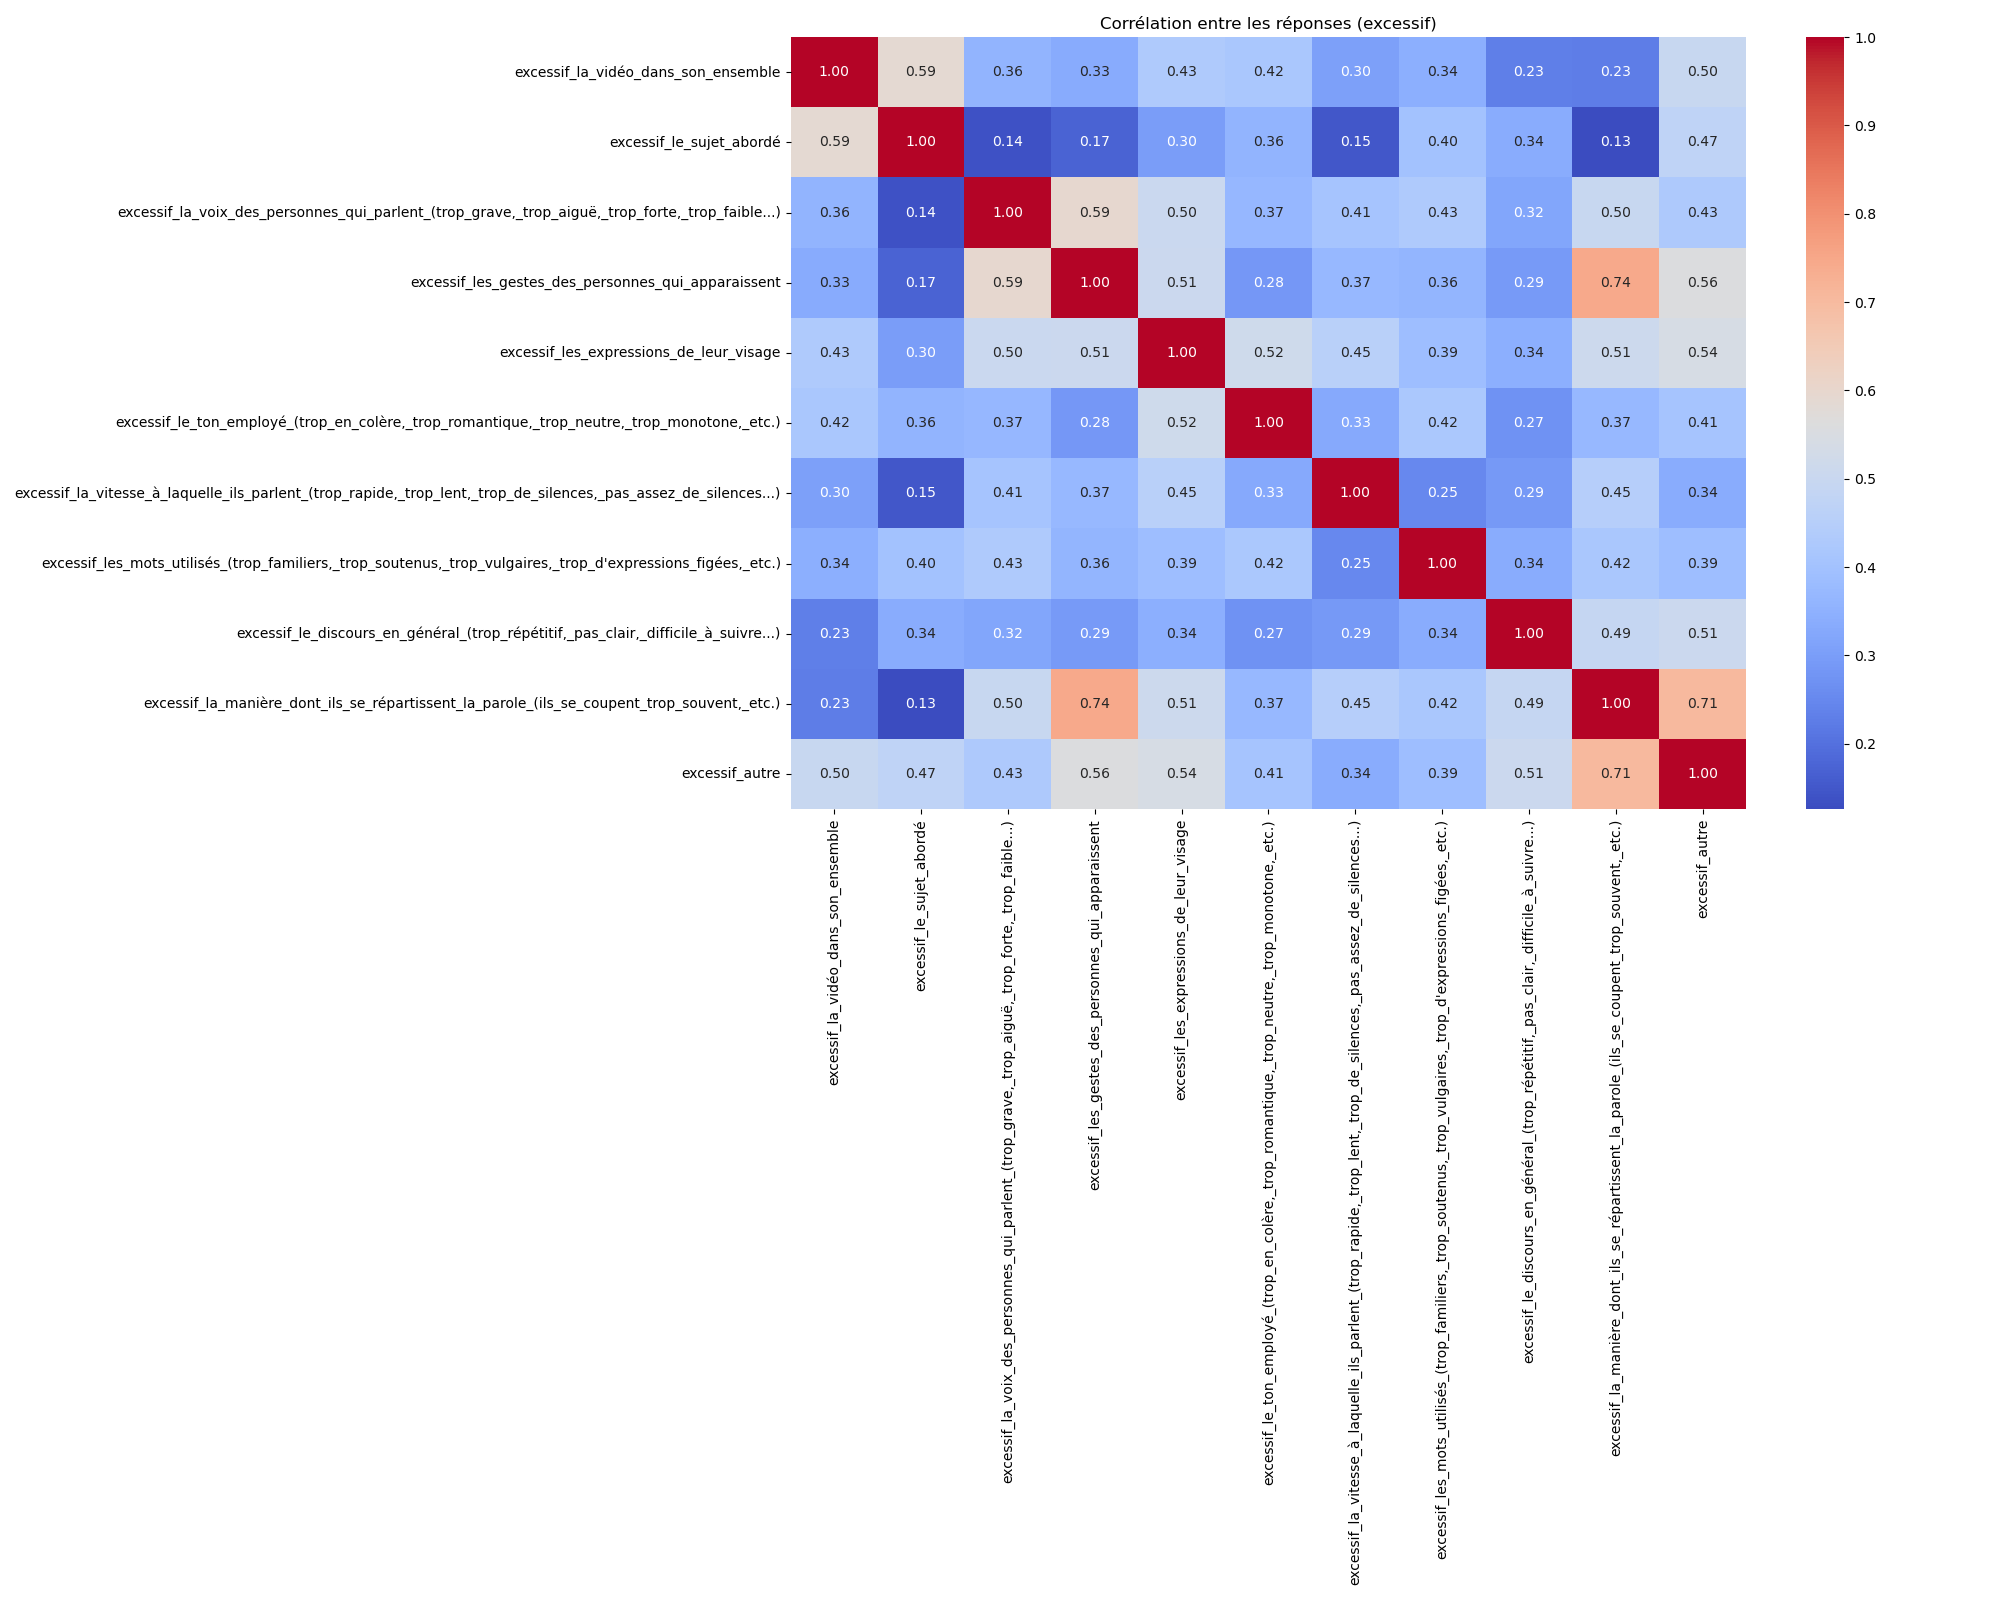 Corrélation entre les réponses (excessif)
excessif_la_vidéo_dans_son_ensemble 1.00 0.59 0.36 0.33 0.43 0.42 0.30 0.34 0.23 0.23 0.50
excessif_le_sujet_abordé 0.59 1.00 0.14 0.17 0.30 0.36 0.15 0.40 0.34 0.13 0.47
excessif_la_voix_des_personnes_qui_parlent_(trop_grave,_trop_aiguë,_trop_forte,_trop_faible...) 0.36 0.14 1.00 0.59 0.50 0.37 0.41 0.43 0.32 0.50 0.43
excessif_les_gestes_des_personnes_qui_apparaissent 0.33 0.17 0.59 1.00 0.51 0.28 0.37 0.36 0.29 0.74 0.56
excessif_les_expressions_de_leur_visage 0.43 0.30 0.50 0.51 1.00 0.52 0.45 0.39 0.34 0.51 0.54
excessif_le_ton_employé_(trop_en_colère,_trop_romantique,_trop_neutre,_trop_monotone,_etc.) 0.42 0.36 0.37 0.28 0.52 1.00 0.33 0.42 0.27 0.37 0.41
excessif_la_vitesse_à_laquelle_ils_parlent_(trop_rapide,_trop_lent,_trop_de_silences,_pas_assez_de_silences...) 0.30 0.15 0.41 0.37 0.45 0.33 1.00 0.25 0.29 0.45 0.34
excessif_les_mots_utilisés_(trop_familiers,_trop_soutenus,_trop_vulgaires,_trop_d'expressions_figées,_etc.) 0.34 0.40 0.43 0.36 0.39 0.42 0.25 1.00 0.34 0.42 0.39
excessif_le_discours_en_général_(trop_répétitif,_pas_clair,_difficile_à_suivre...) 0.23 0.34 0.32 0.29 0.34 0.27 0.29 0.34 1.00 0.49 0.51
excessif_la_manière_dont_ils_se_répartissent_la_parole_(ils_se_coupent_trop_souvent,_etc.) 0.23 0.13 0.50 0.74 0.51 0.37 0.45 0.42 0.49 1.00 0.71
excessif_autre 0.50 0.47 0.43 0.56 0.54 0.41 0.34 0.39 0.51 0.71 1.00
excessif_la_vidéo_dans_son_ensemble
excessif_le_sujet_abordé
excessif_la_voix_des_personnes_qui_parlent_(trop_grave,_trop_aiguë,_trop_forte,_trop_faible...)
excessif_les_gestes_des_personnes_qui_apparaissent
excessif_les_expressions_de_leur_visage
excessif_le_ton_employé_(trop_en_colère,_trop_romantique,_trop_neutre,_trop_monotone,_etc.)
excessif_la_vitesse_à_laquelle_ils_parlent_(trop_rapide,_trop_lent,_trop_de_silences,_pas_assez_de_silences...)
excessif_les_mots_utilisés_(trop_familiers,_trop_soutenus,_trop_vulgaires,_trop_d'expressions_figées,_etc.)
excessif_le_discours_en_général_(trop_répétitif,_pas_clair,_difficile_à_suivre...)
excessif_la_manière_dont_ils_se_répartissent_la_parole_(ils_se_coupent_trop_souvent,_etc.)
excessif_autre
1.0
0.9
0.8
0.7
0.6
0.5
0.4
0.3
0.2